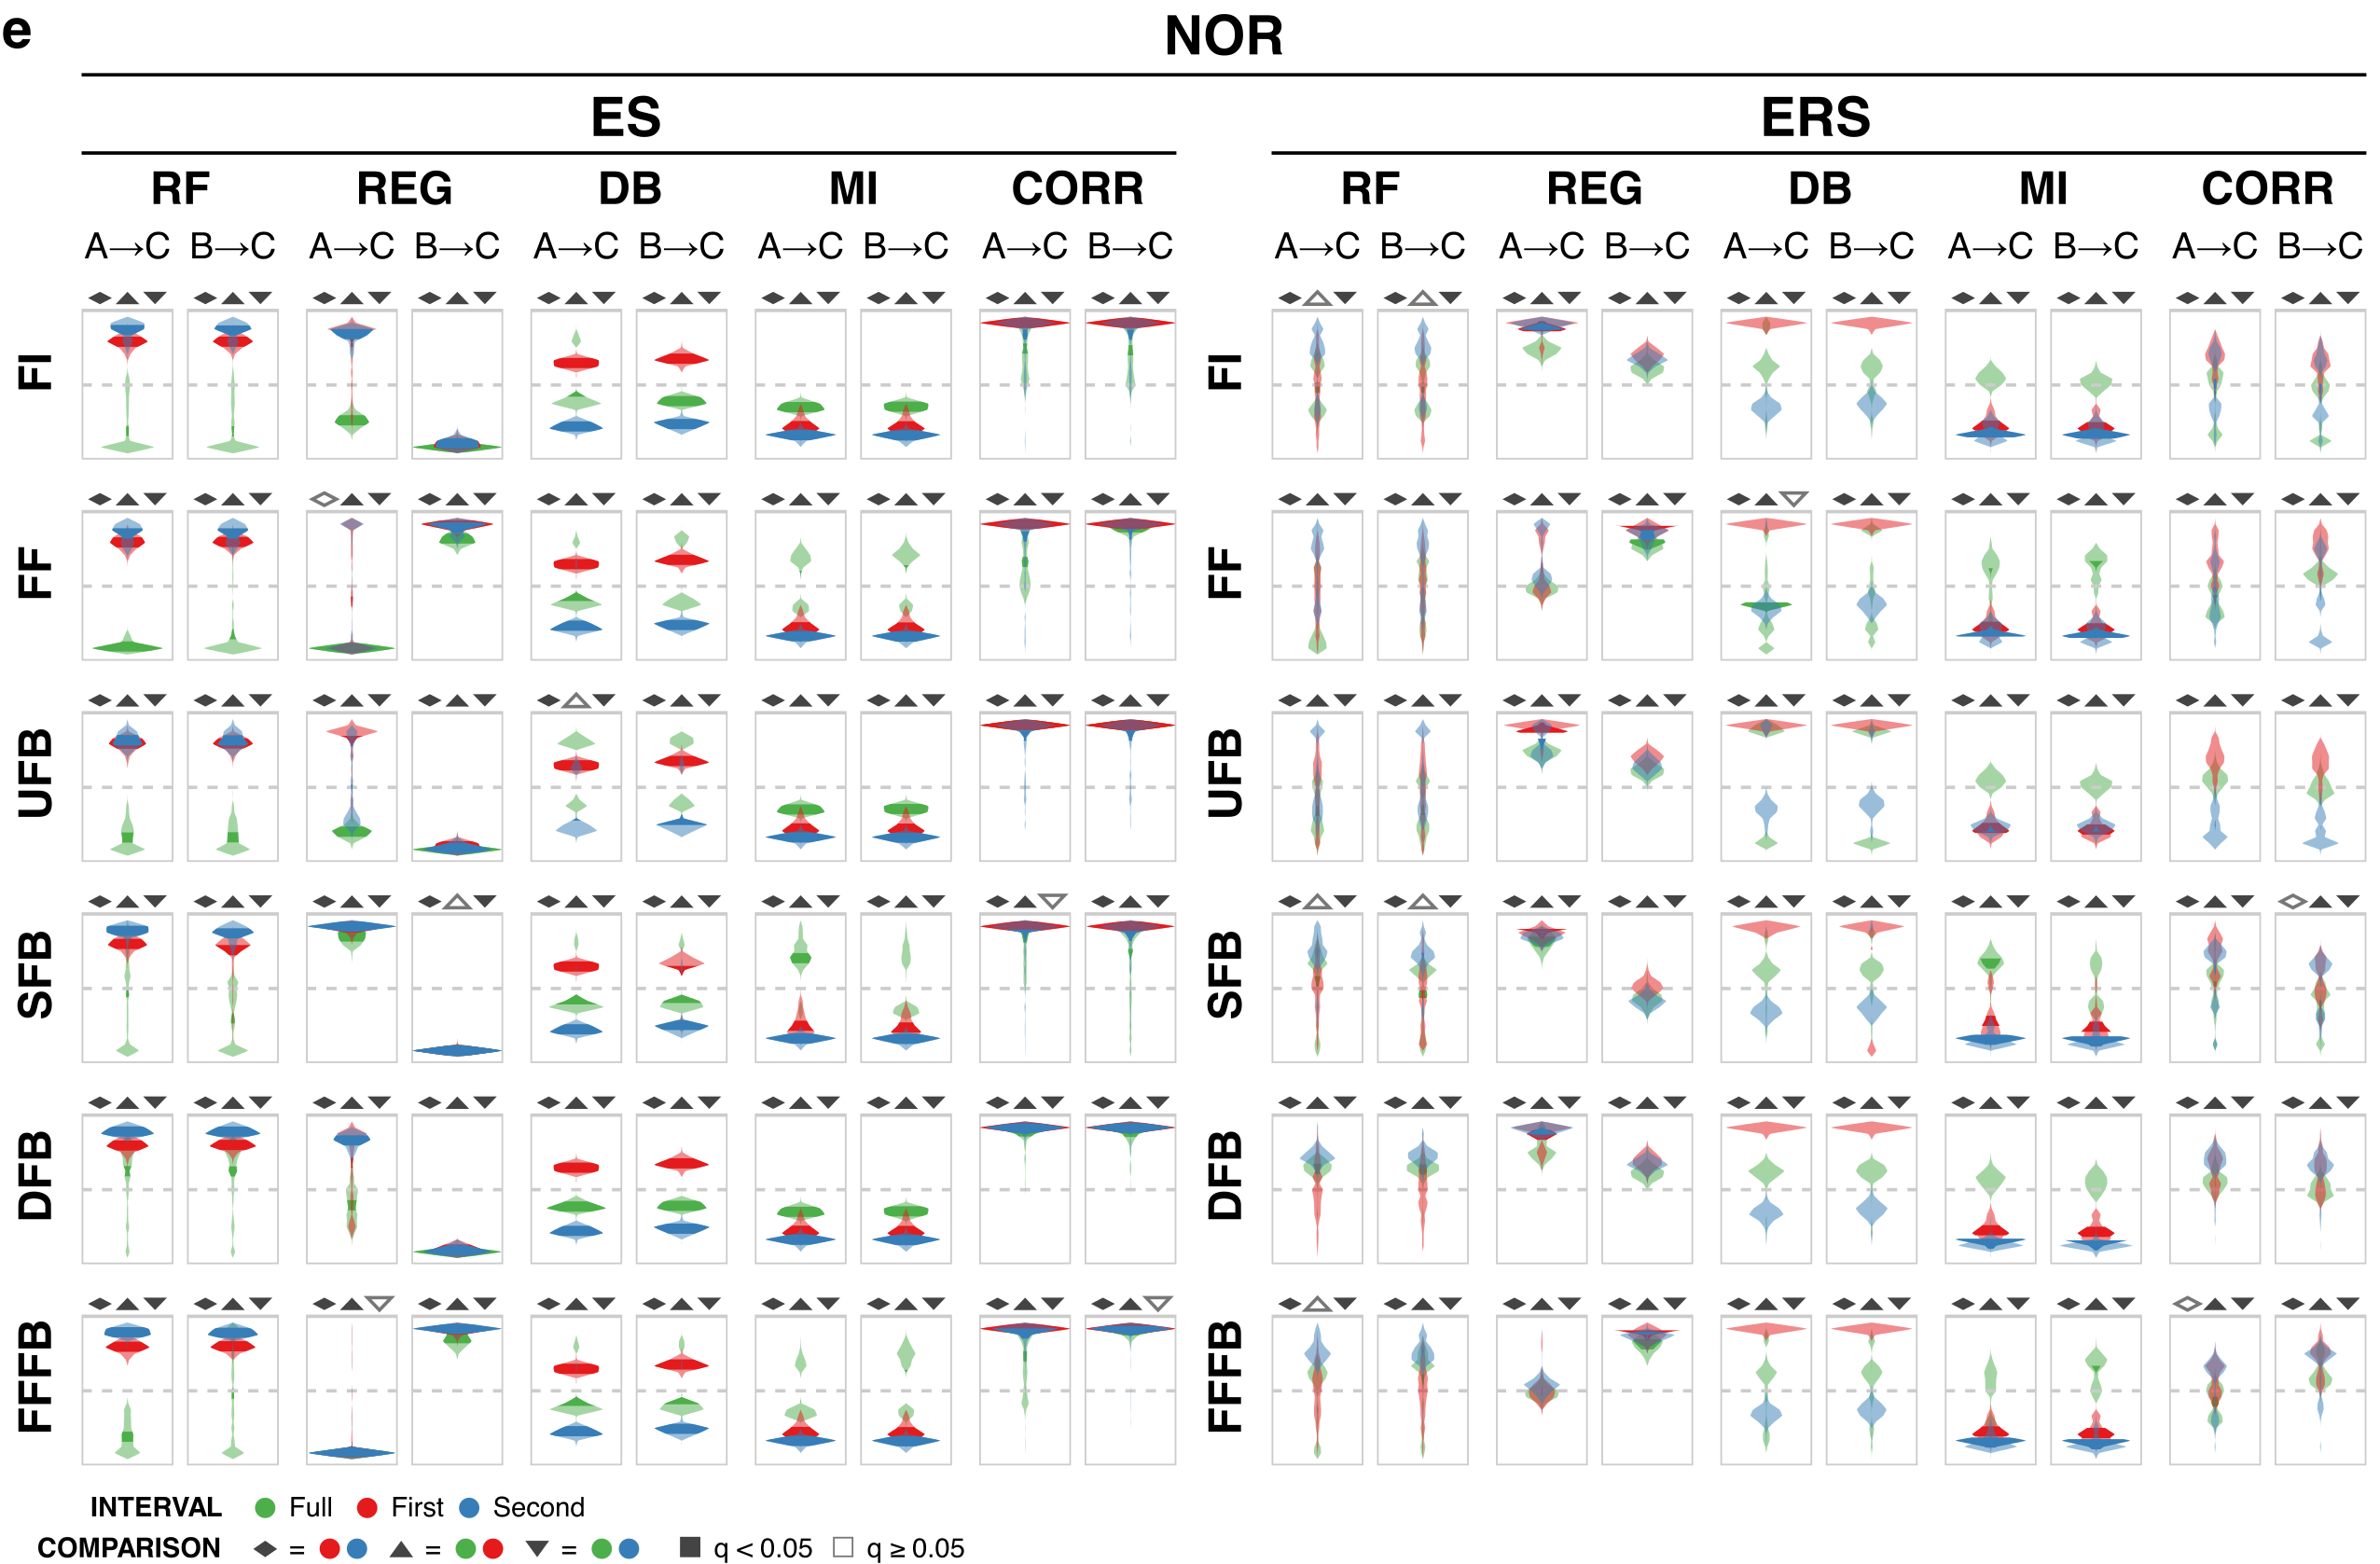 e
NOR
ES ERS
RF REG DB MI CORR RF REG DB MI CORR
A→C B→C A→C B→C A→C B→C A→C B→C A→C B→C A→C B→C A→C B→C A→C B→C A→C B→C A→C B→C
FI FI
FF FF
UFB UFB
SFB SFB
DFB DFB
FFFB FFFB
INTERVAL Full First Second
COMPARISON = = = q < 0.05 q ≥ 0.05